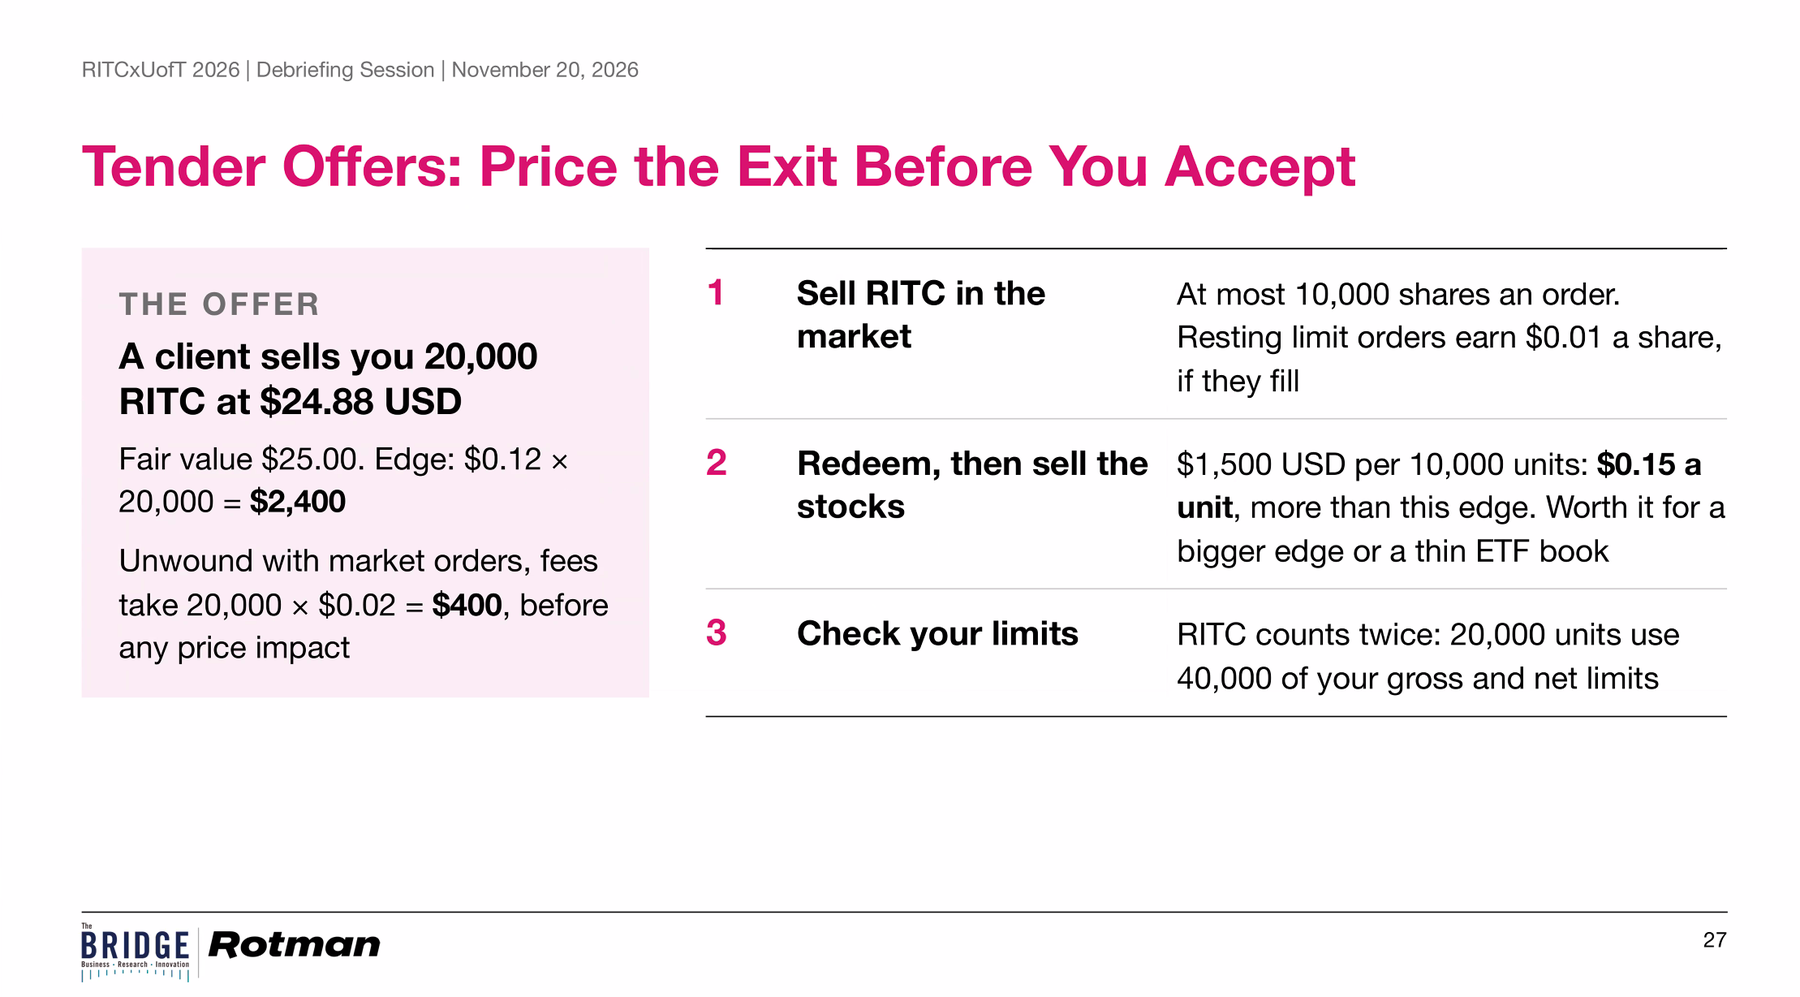 RITCxUofT 2026 | Debriefing Session | November 20, 2026
Tender Offers: Price the Exit Before You Accept
THE OFFER
A client sells you 20,000
RITC at $24.88 USD
Fair value $25.00. Edge: $0.12 ×
20,000 = $2,400
Unwound with market orders, fees
take 20,000 × $0.02 = $400, before
any price impact
1
Sell RITC in the
market
At most 10,000 shares an order.
Resting limit orders earn $0.01 a share,
if they fill
2
Redeem, then sell the
stocks
$1,500 USD per 10,000 units: $0.15 a
unit, more than this edge. Worth it for a
bigger edge or a thin ETF book
3
Check your limits
RITC counts twice: 20,000 units use
40,000 of your gross and net limits
The
BRIDGE
Business · Research · Innovation
Rotman
27